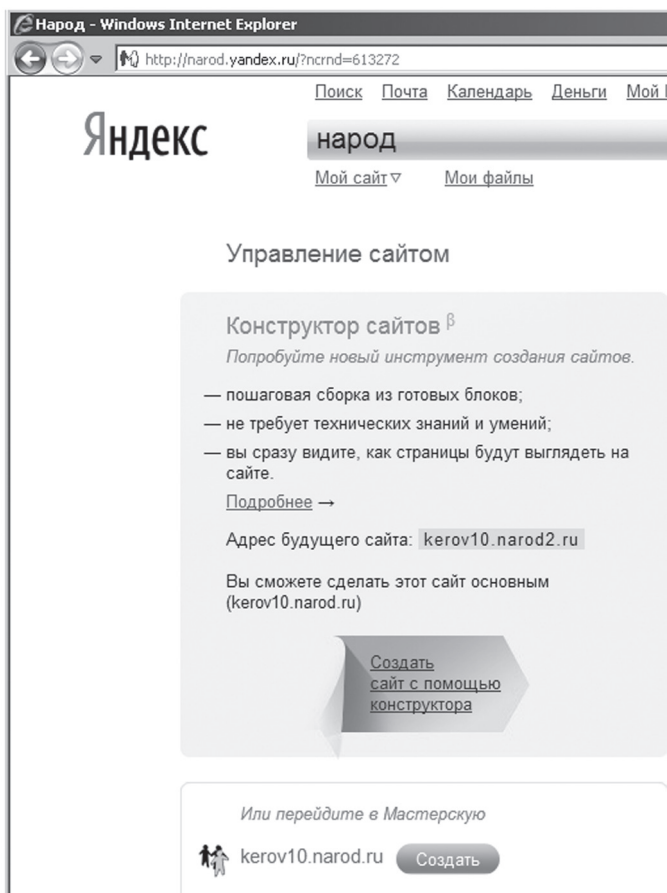 Народ - Windows Internet Explorer
http://narod.yandex.ru/?ncrnd=613272
Поиск Почта Календарь Деньги Мой
Яндекс
народ
Мой сайт Мои файлы
Управление сайтом
Конструктор сайтов β
Попробуйте новый инструмент создания сайтов.
— пошаговая сборка из готовых блоков;
— не требует технических знаний и умений;
— вы сразу видите, как страницы будут выглядеть на
сайте.
Подробнее →
Адрес будущего сайта: kerov10.narod2.ru
Вы сможете сделать этот сайт основным
(kerov10.narod.ru)
Создать
сайт с помощью
конструктора
Или перейдите в Мастерскую
kerov10.narod.ru Создать